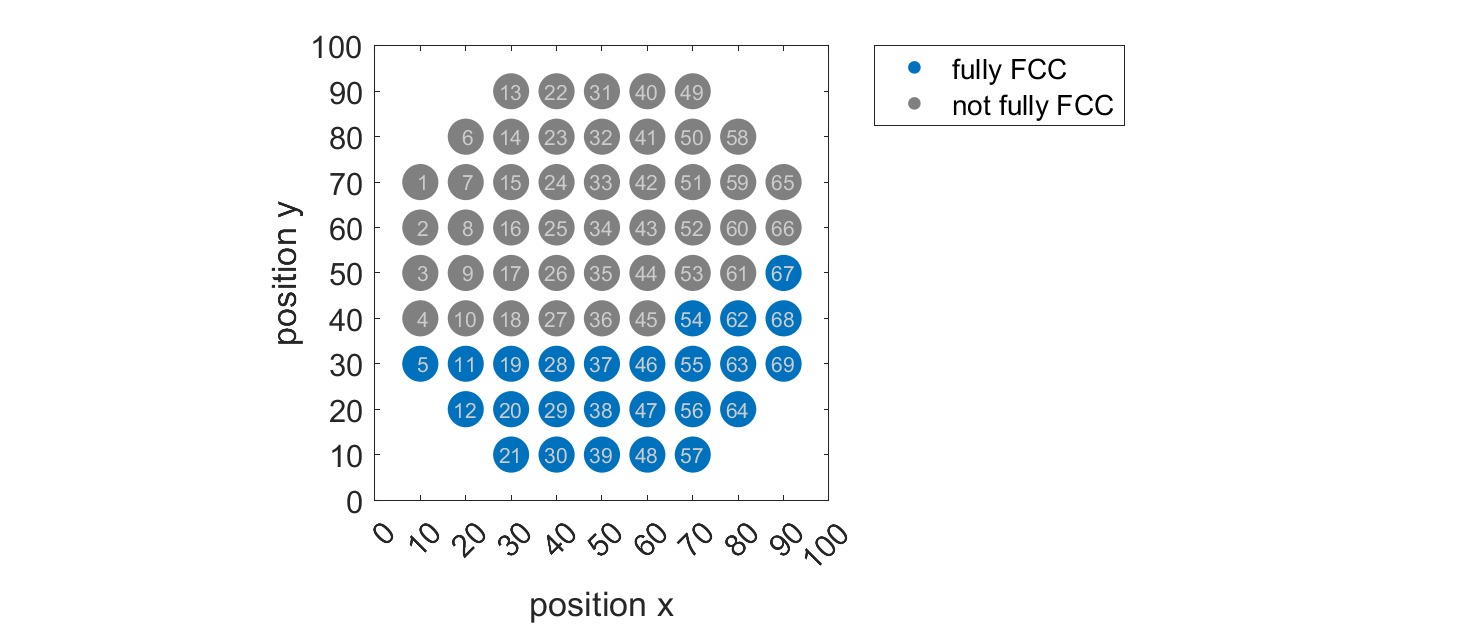 100
fully FCC
90
13 22 31 40 49
not fully FCC
80
6 14 23 32 41 50 58
70
1 7 15 24 33 42 51 59 65
60
2 8 16 25 34 43 52 60 66
50
3 9 17 26 35 44 53 61 67
40
4 10 18 27 36 45 54 62 68
30
5 11 19 28 37 46 55 63 69
20
12 20 29 38 47 56 64
10
21 30 39 48 57
0
position y
0 10 20 30 40 50 60 70 80 90 100
position x